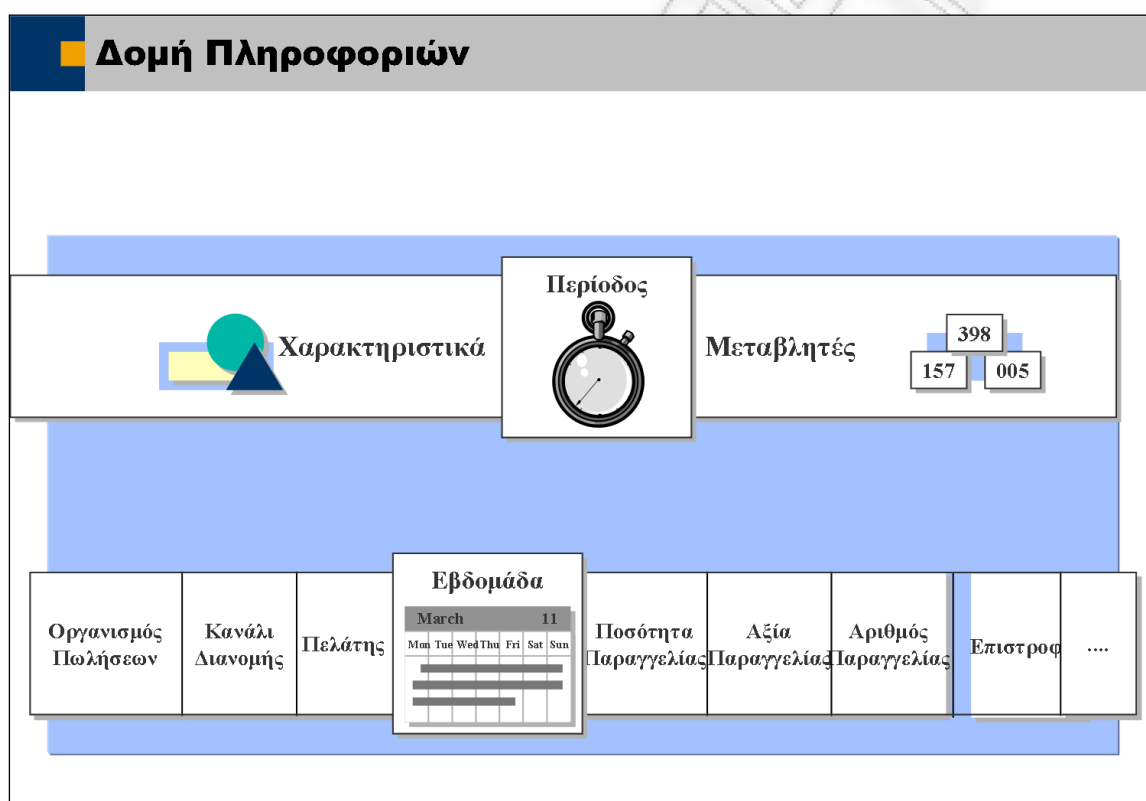 Δομή Πληροφοριών
Περίοδος
Χαρακτηριστικά
Μεταβλητές
398
157
005
Εβδομάδα
March 11
Mon Tue Wed Thu Fri Sat Sun
Οργανισμός
Πωλήσεων
Κανάλι
Διανομής
Πελάτης
Ποσότητα
Παραγγελίας
Αξία
Παραγγελίας
Αριθμός
Παραγγελίας
Επιστροφ
....